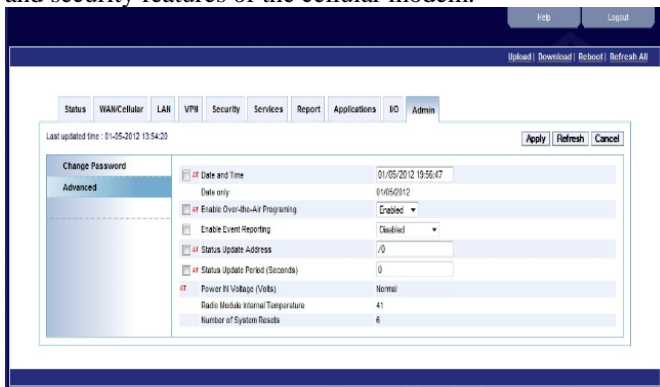 and security features of the cellular modem.
Help Logout
Upload | Download | Reboot | Refresh All
Status WAN/Cellular LAN VPN Security Services Report Applications I/O Admin
Last updated time : 01-05-2012 13:54:20 Apply Refresh Cancel
Change Password
Advanced
AT Date and Time 01/05/2012 19:56:47
Date only 01/05/2012
AT Enable Over-the-Air Programing Enabled
Enable Event Reporting Disabled
AT Status Update Address /0
AT Status Update Period (Seconds) 0
AT Power IN Voltage (Volts) Normal
Radio Module Internal Temperature 41
Number of System Resets 6